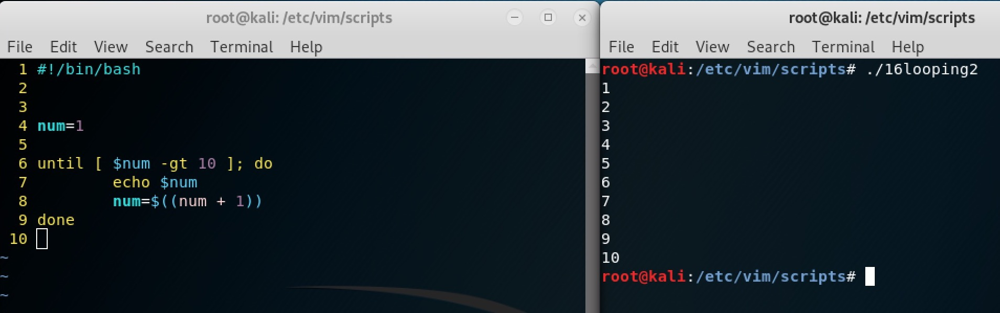 root@kali: /etc/vim/scripts
File Edit View Search Terminal Help
1 #!/bin/bash
2
3
4 num=1
5
6 until [ $num -gt 10 ]; do
7         echo $num
8         num=$((num + 1))
9 done
10
~
~
~
root@kali: /etc/vim/scripts
File Edit View Search Terminal Help
root@kali:/etc/vim/scripts# ./16looping2
1
2
3
4
5
6
7
8
9
10
root@kali:/etc/vim/scripts#